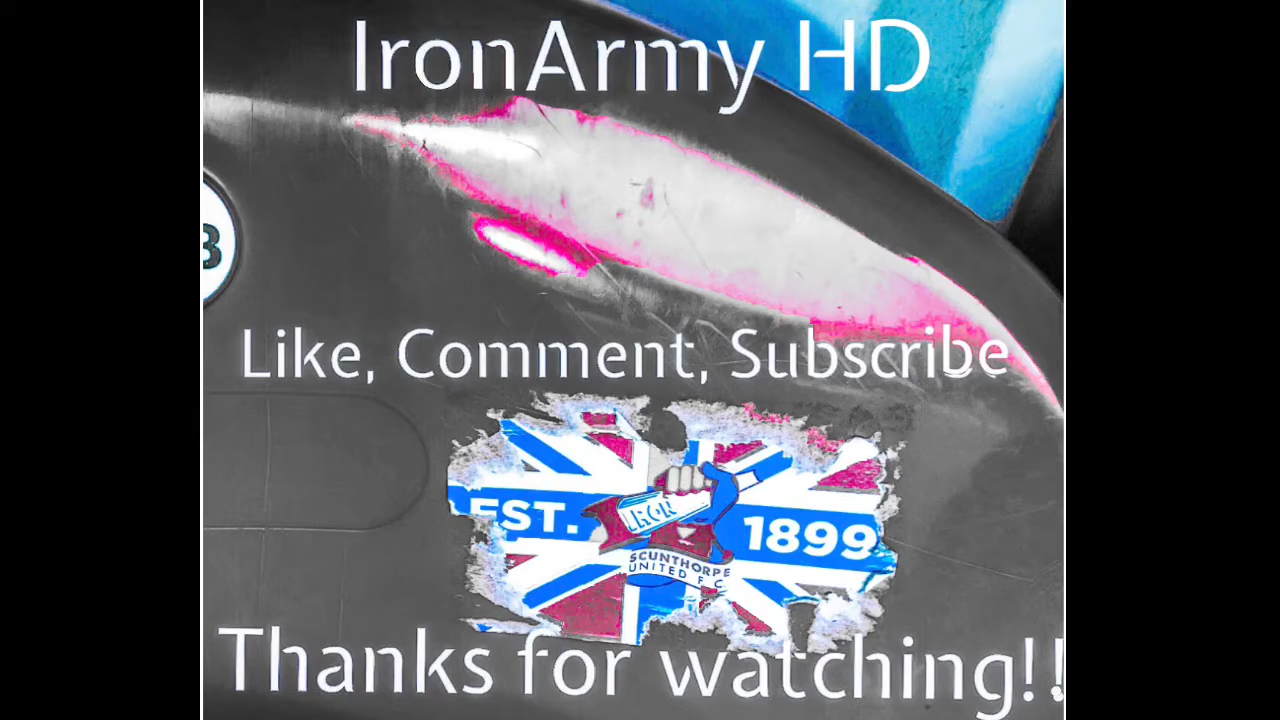 IronArmy HD
B
Like, Comment, Subscribe
EST. 1899
IRON
SCUNTHORPE
UNITED F C
Thanks for watching!!